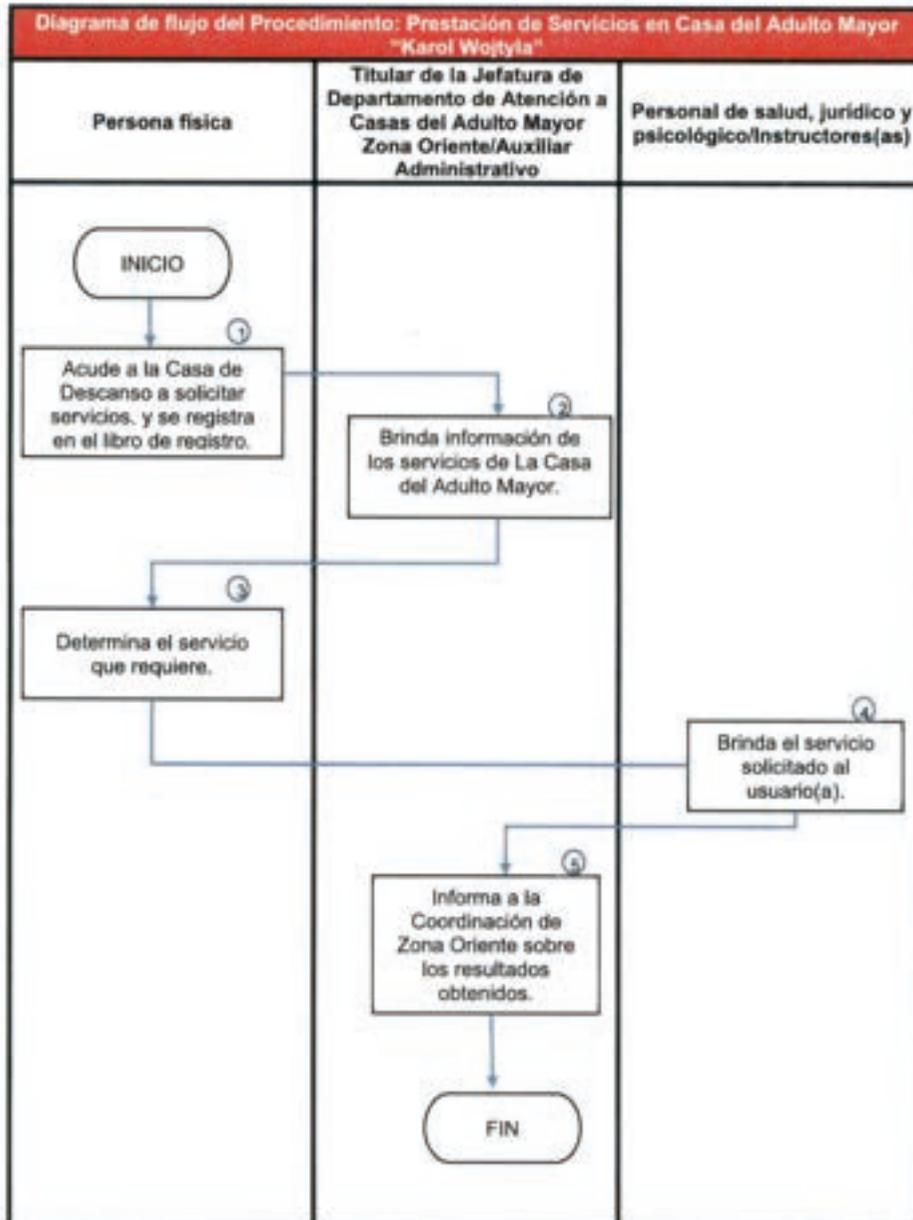 Diagrama de flujo del Procedimiento: Prestación de Servicios en Casa del Adulto Mayor
"Karol Wojtyla"
Persona física
Titular de la Jefatura de
Departamento de Atención a
Casas del Adulto Mayor
Zona Oriente/Auxiliar
Administrativo
Personal de salud, jurídico y
psicológico/Instructores(as)
INICIO
1
Acude a la Casa de
Descanso a solicitar
servicios. y se registra
en el libro de registro.
2
Brinda información de
los servicios de La Casa
del Adulto Mayor.
3
Determina el servicio
que requiere.
4
Brinda el servicio
solicitado al
usuario(a).
5
Informa a la
Coordinación de
Zona Oriente sobre
los resultados
obtenidos.
FIN